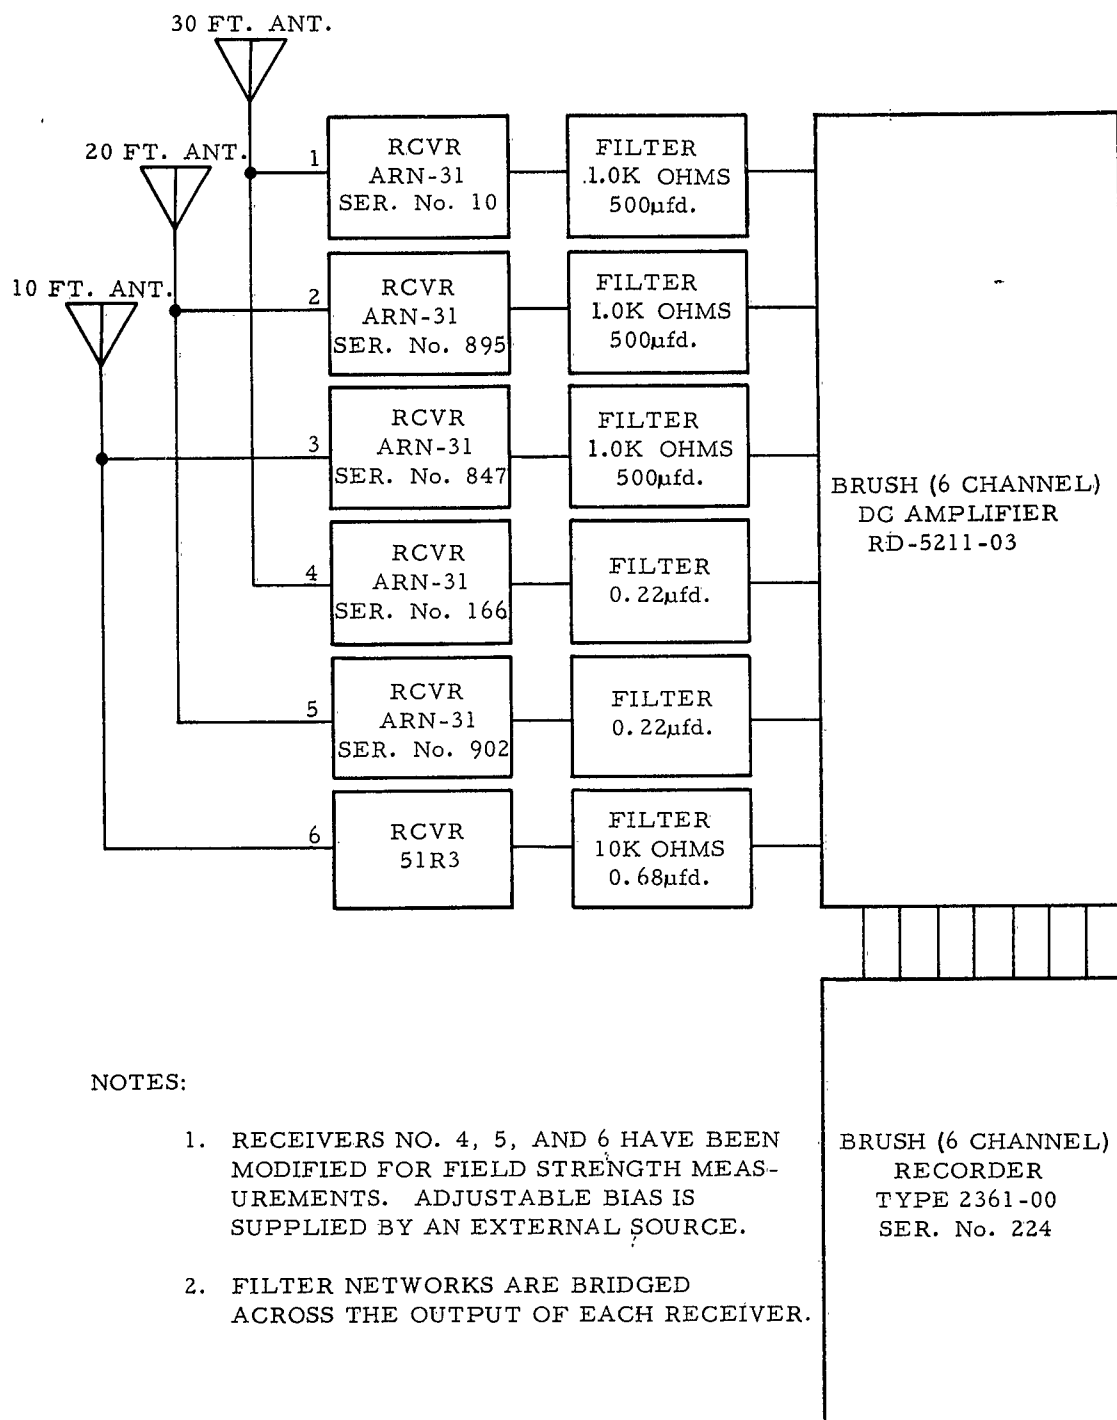 30 FT. ANT.
20 FT. ANT.
10 FT. ANT.
1
RCVR
ARN-31
SER. No. 10
FILTER
1.0K OHMS
500µfd.
2
RCVR
ARN-31
SER. No. 895
FILTER
1.0K OHMS
500µfd.
3
RCVR
ARN-31
SER. No. 847
FILTER
1.0K OHMS
500µfd.
4
RCVR
ARN-31
SER. No. 166
FILTER
0.22µfd.
5
RCVR
ARN-31
SER. No. 902
FILTER
0.22µfd.
6
RCVR
51R3
FILTER
10K OHMS
0.68µfd.
BRUSH (6 CHANNEL)
DC AMPLIFIER
RD-5211-03
BRUSH (6 CHANNEL)
RECORDER
TYPE 2361-00
SER. No. 224
NOTES:
1. RECEIVERS NO. 4, 5, AND 6 HAVE BEEN
MODIFIED FOR FIELD STRENGTH MEAS-
UREMENTS. ADJUSTABLE BIAS IS
SUPPLIED BY AN EXTERNAL SOURCE.
2. FILTER NETWORKS ARE BRIDGED
ACROSS THE OUTPUT OF EACH RECEIVER.